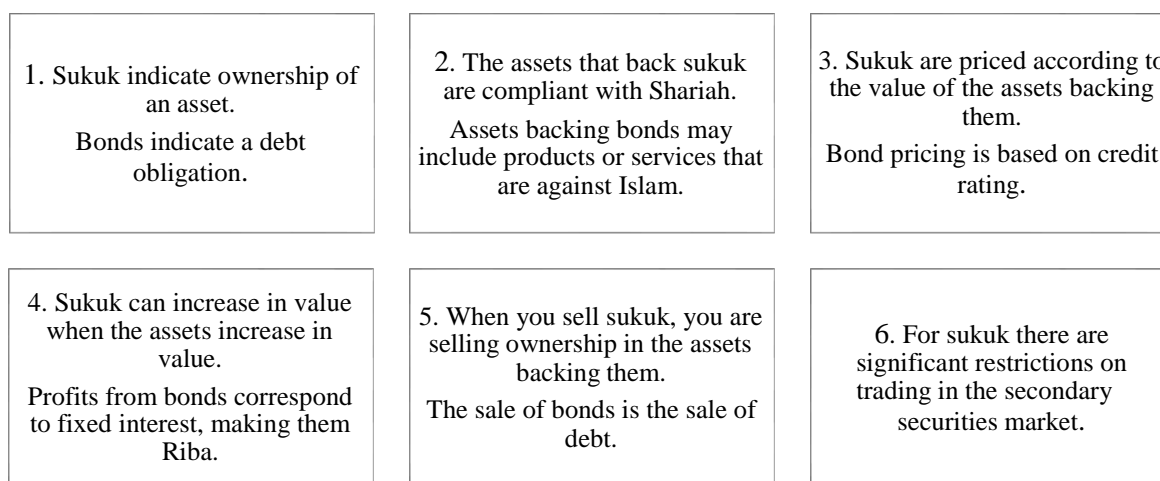 1. Sukuk indicate ownership of
an asset.
Bonds indicate a debt
obligation.
2. The assets that back sukuk
are compliant with Shariah.
Assets backing bonds may
include products or services that
are against Islam.
3. Sukuk are priced according to
the value of the assets backing
them.
Bond pricing is based on credit
rating.
4. Sukuk can increase in value
when the assets increase in
value.
Profits from bonds correspond
to fixed interest, making them
Riba.
5. When you sell sukuk, you are
selling ownership in the assets
backing them.
The sale of bonds is the sale of
debt.
6. For sukuk there are
significant restrictions on
trading in the secondary
securities market.